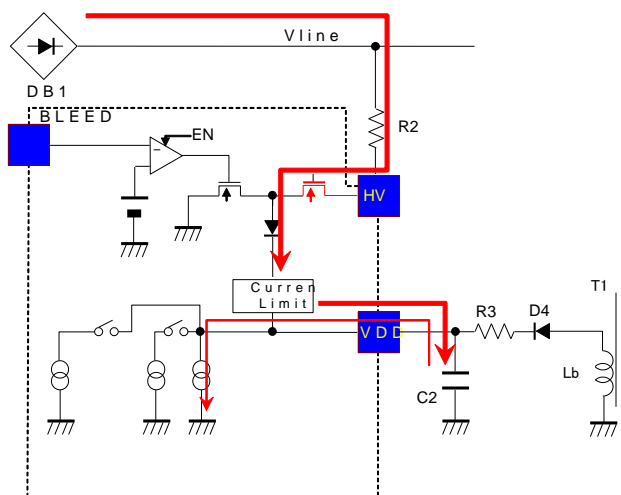 Vline
DB1
BLEED
EN
R2
HV
Curren
Limit
VDD
R3
D4
T1
Lb
C2